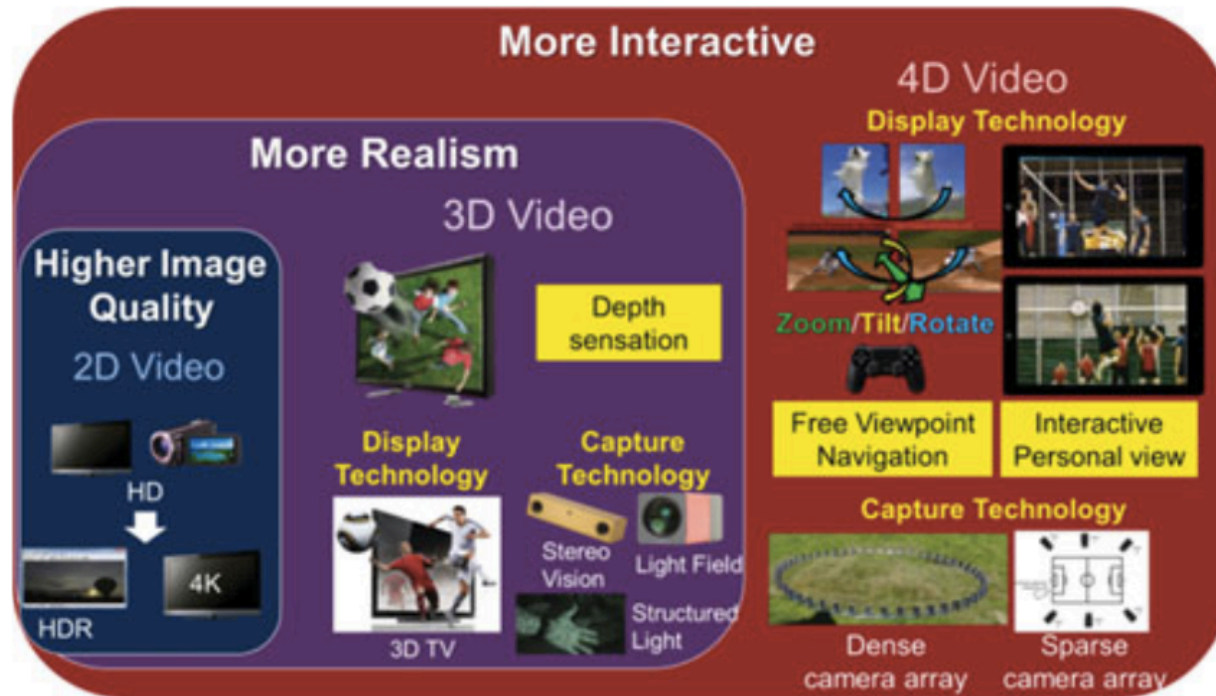 More Interactive
4D Video
Display Technology
Zoom/Tilt/Rotate
Free Viewpoint
Navigation
Interactive
Personal view
Capture Technology
Dense
camera array
Sparse
camera array
More Realism
3D Video
Depth
sensation
Display
Technology
3D TV
Capture
Technology
Stereo
Vision
Light Field
Structured
Light
Higher Image
Quality
2D Video
HD
4K
HDR